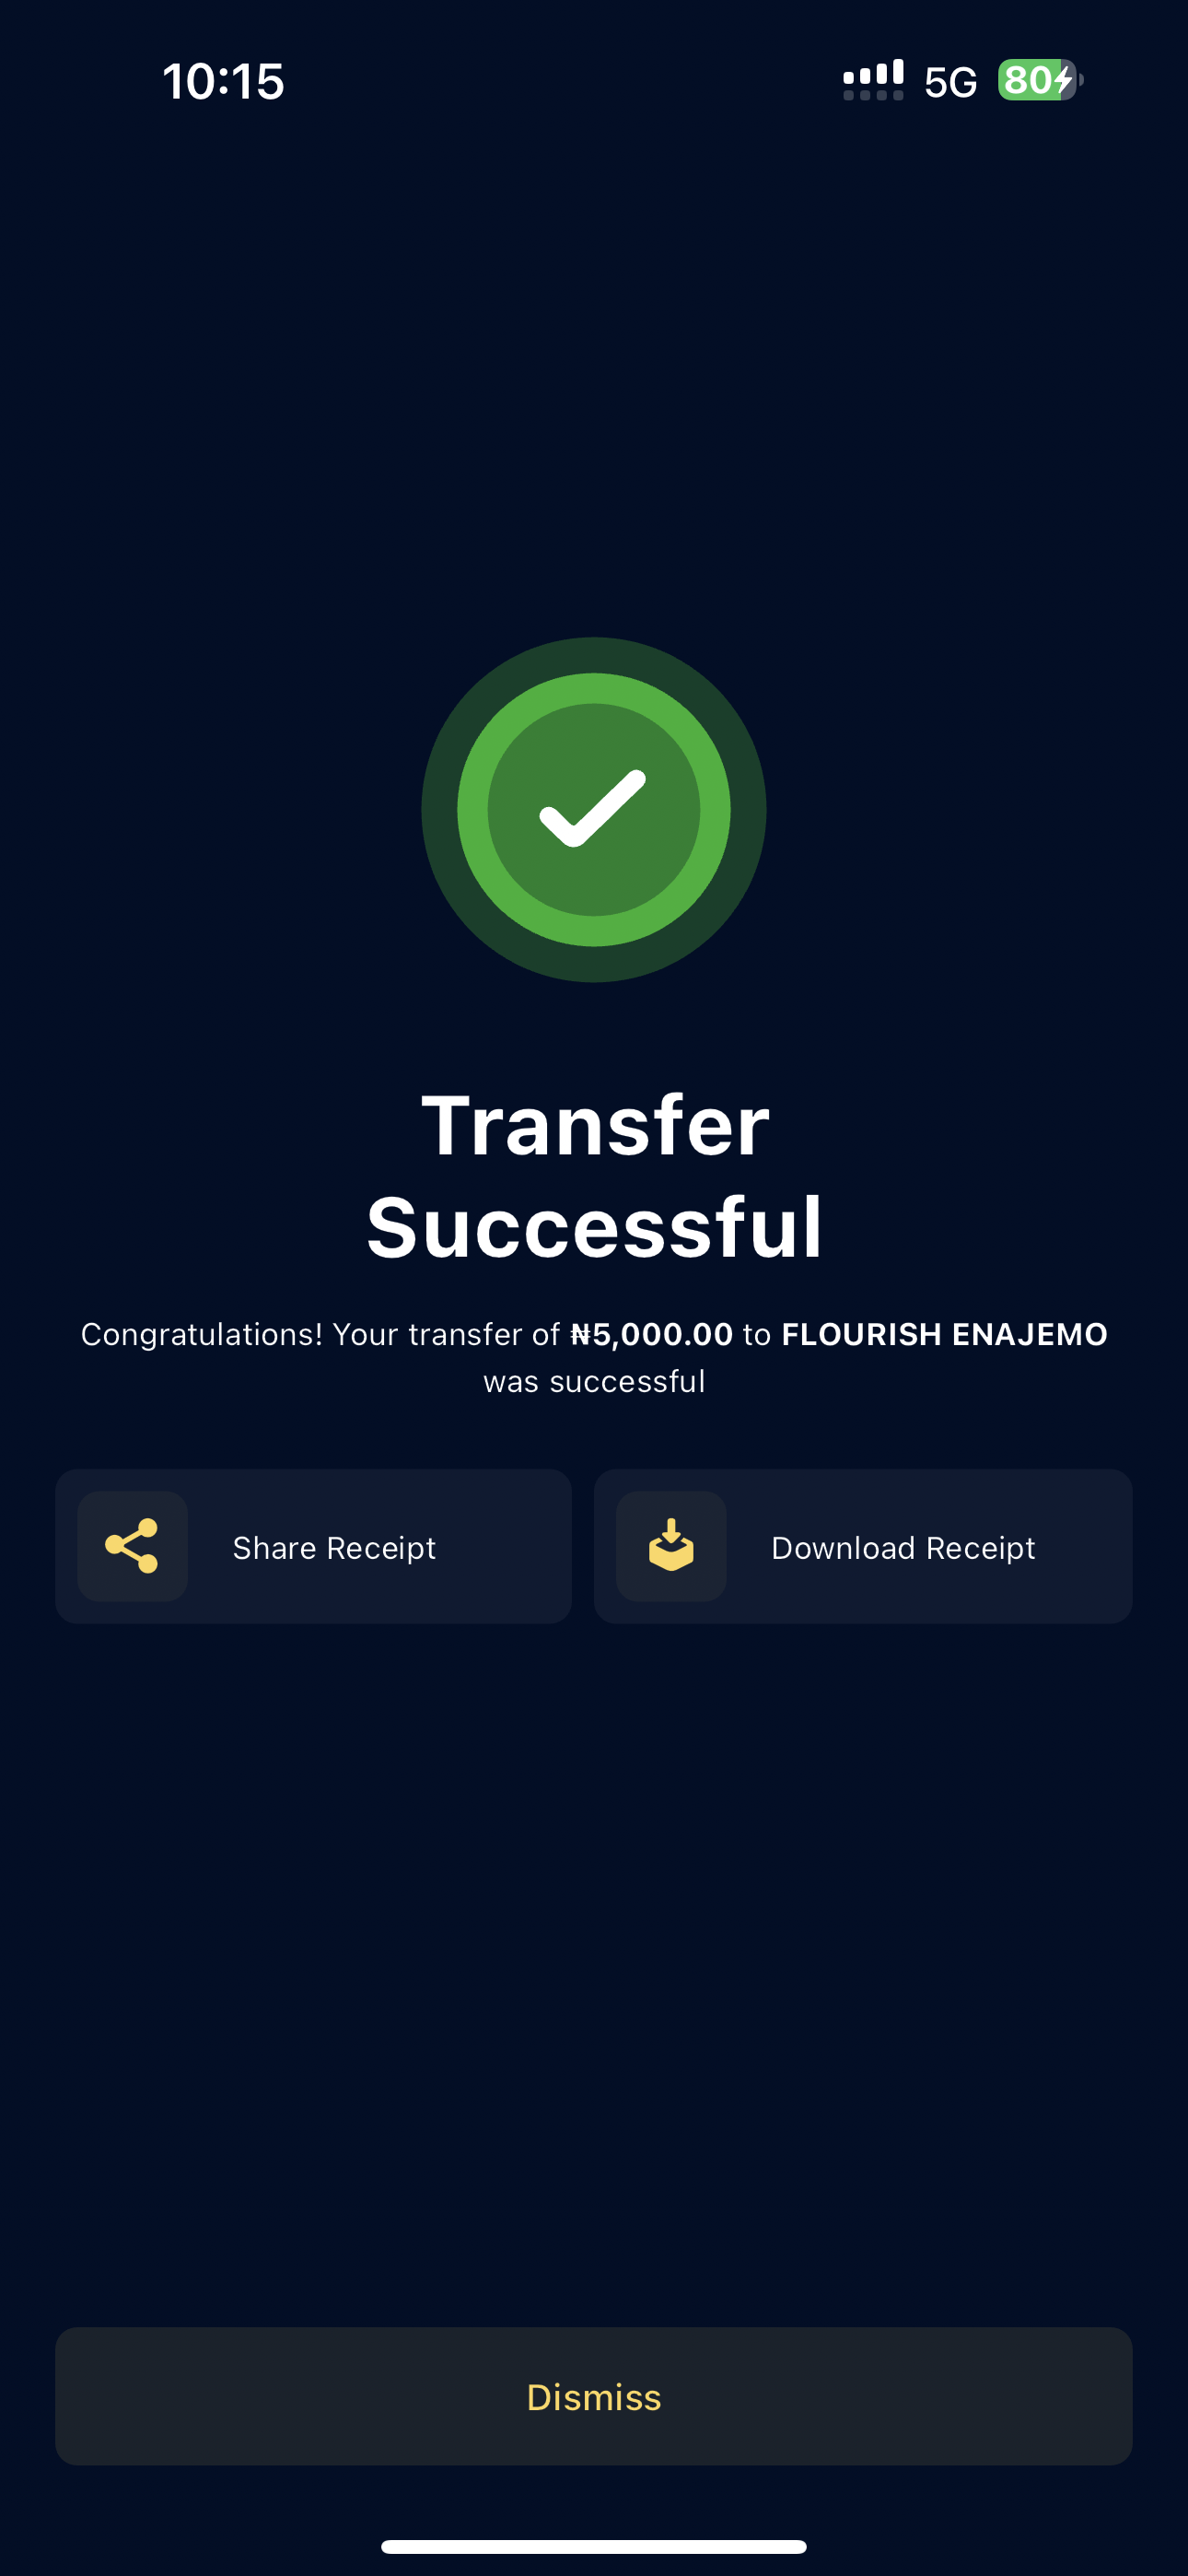 10:15
5G 80
Transfer
Successful
Congratulations! Your transfer of ₦5,000.00 to FLOURISH ENAJEMO
was successful
Share Receipt
Download Receipt
Dismiss